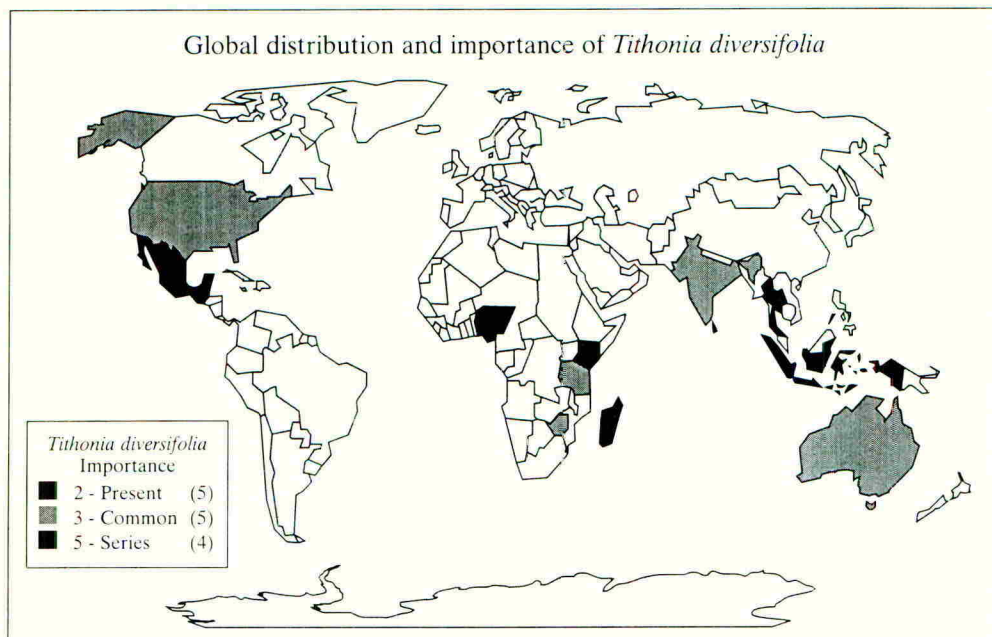 Global distribution and importance of Tithonia diversifolia
Tithonia diversifolia
Importance
2 - Present (5)
3 - Common (5)
5 - Series (4)